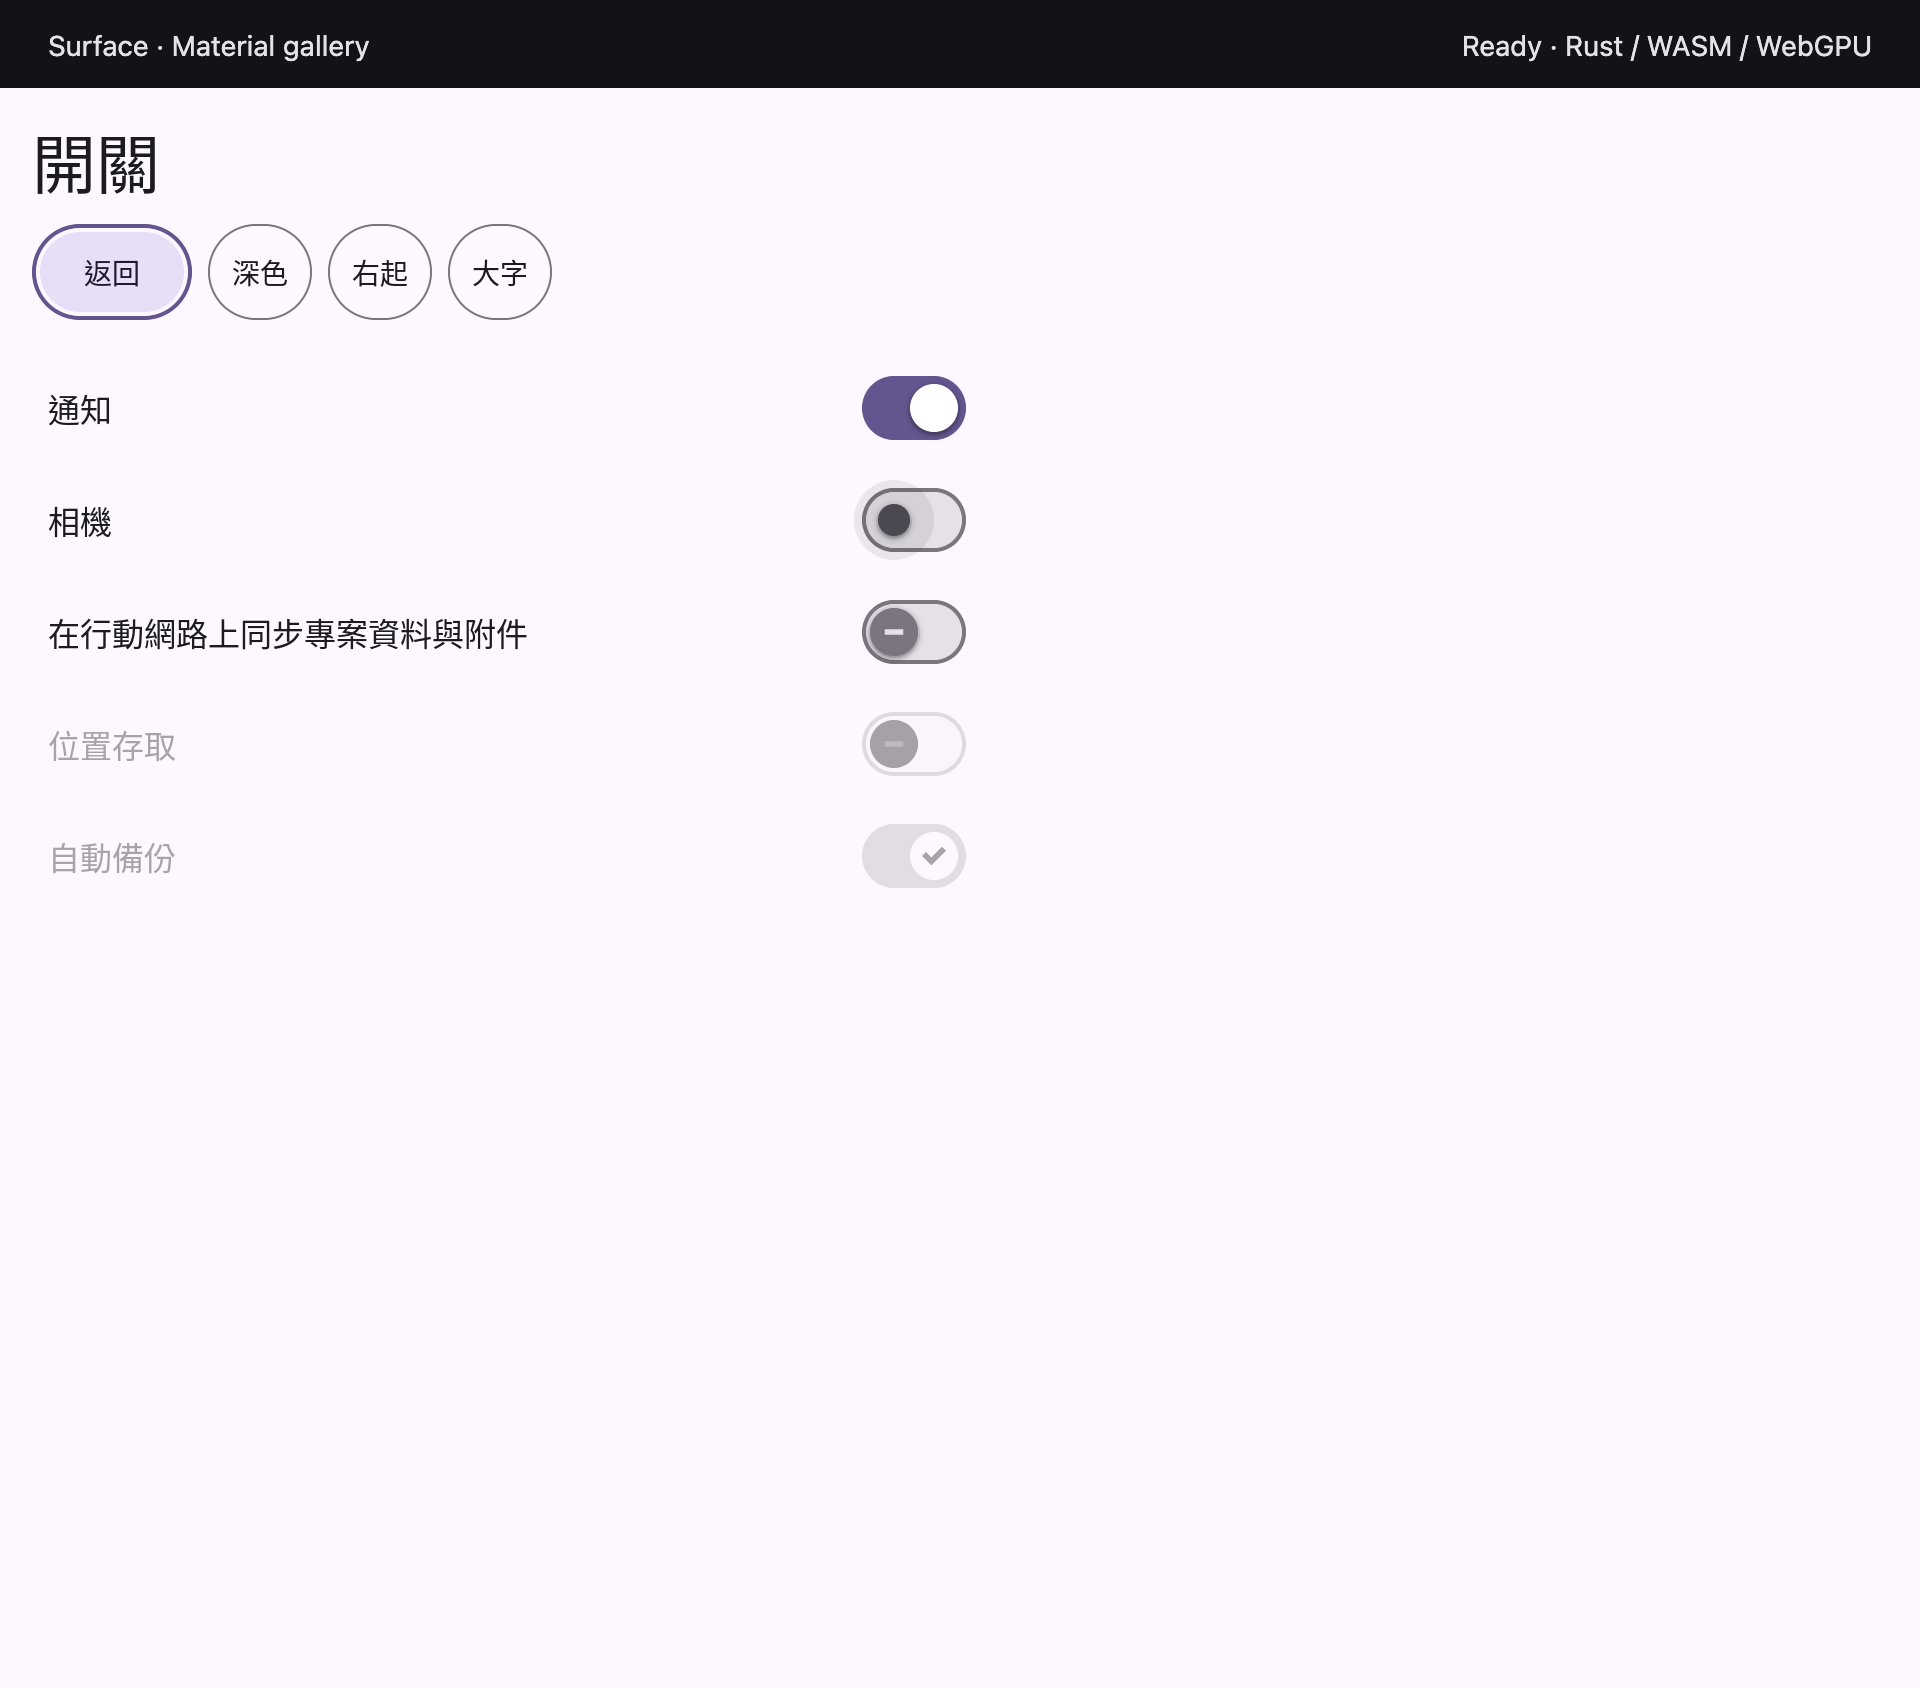 Surface · Material gallery
Ready · Rust / WASM / WebGPU
開關
返回 深色 右起 大字
通知
相機
在行動網路上同步專案資料與附件
位置存取
自動備份